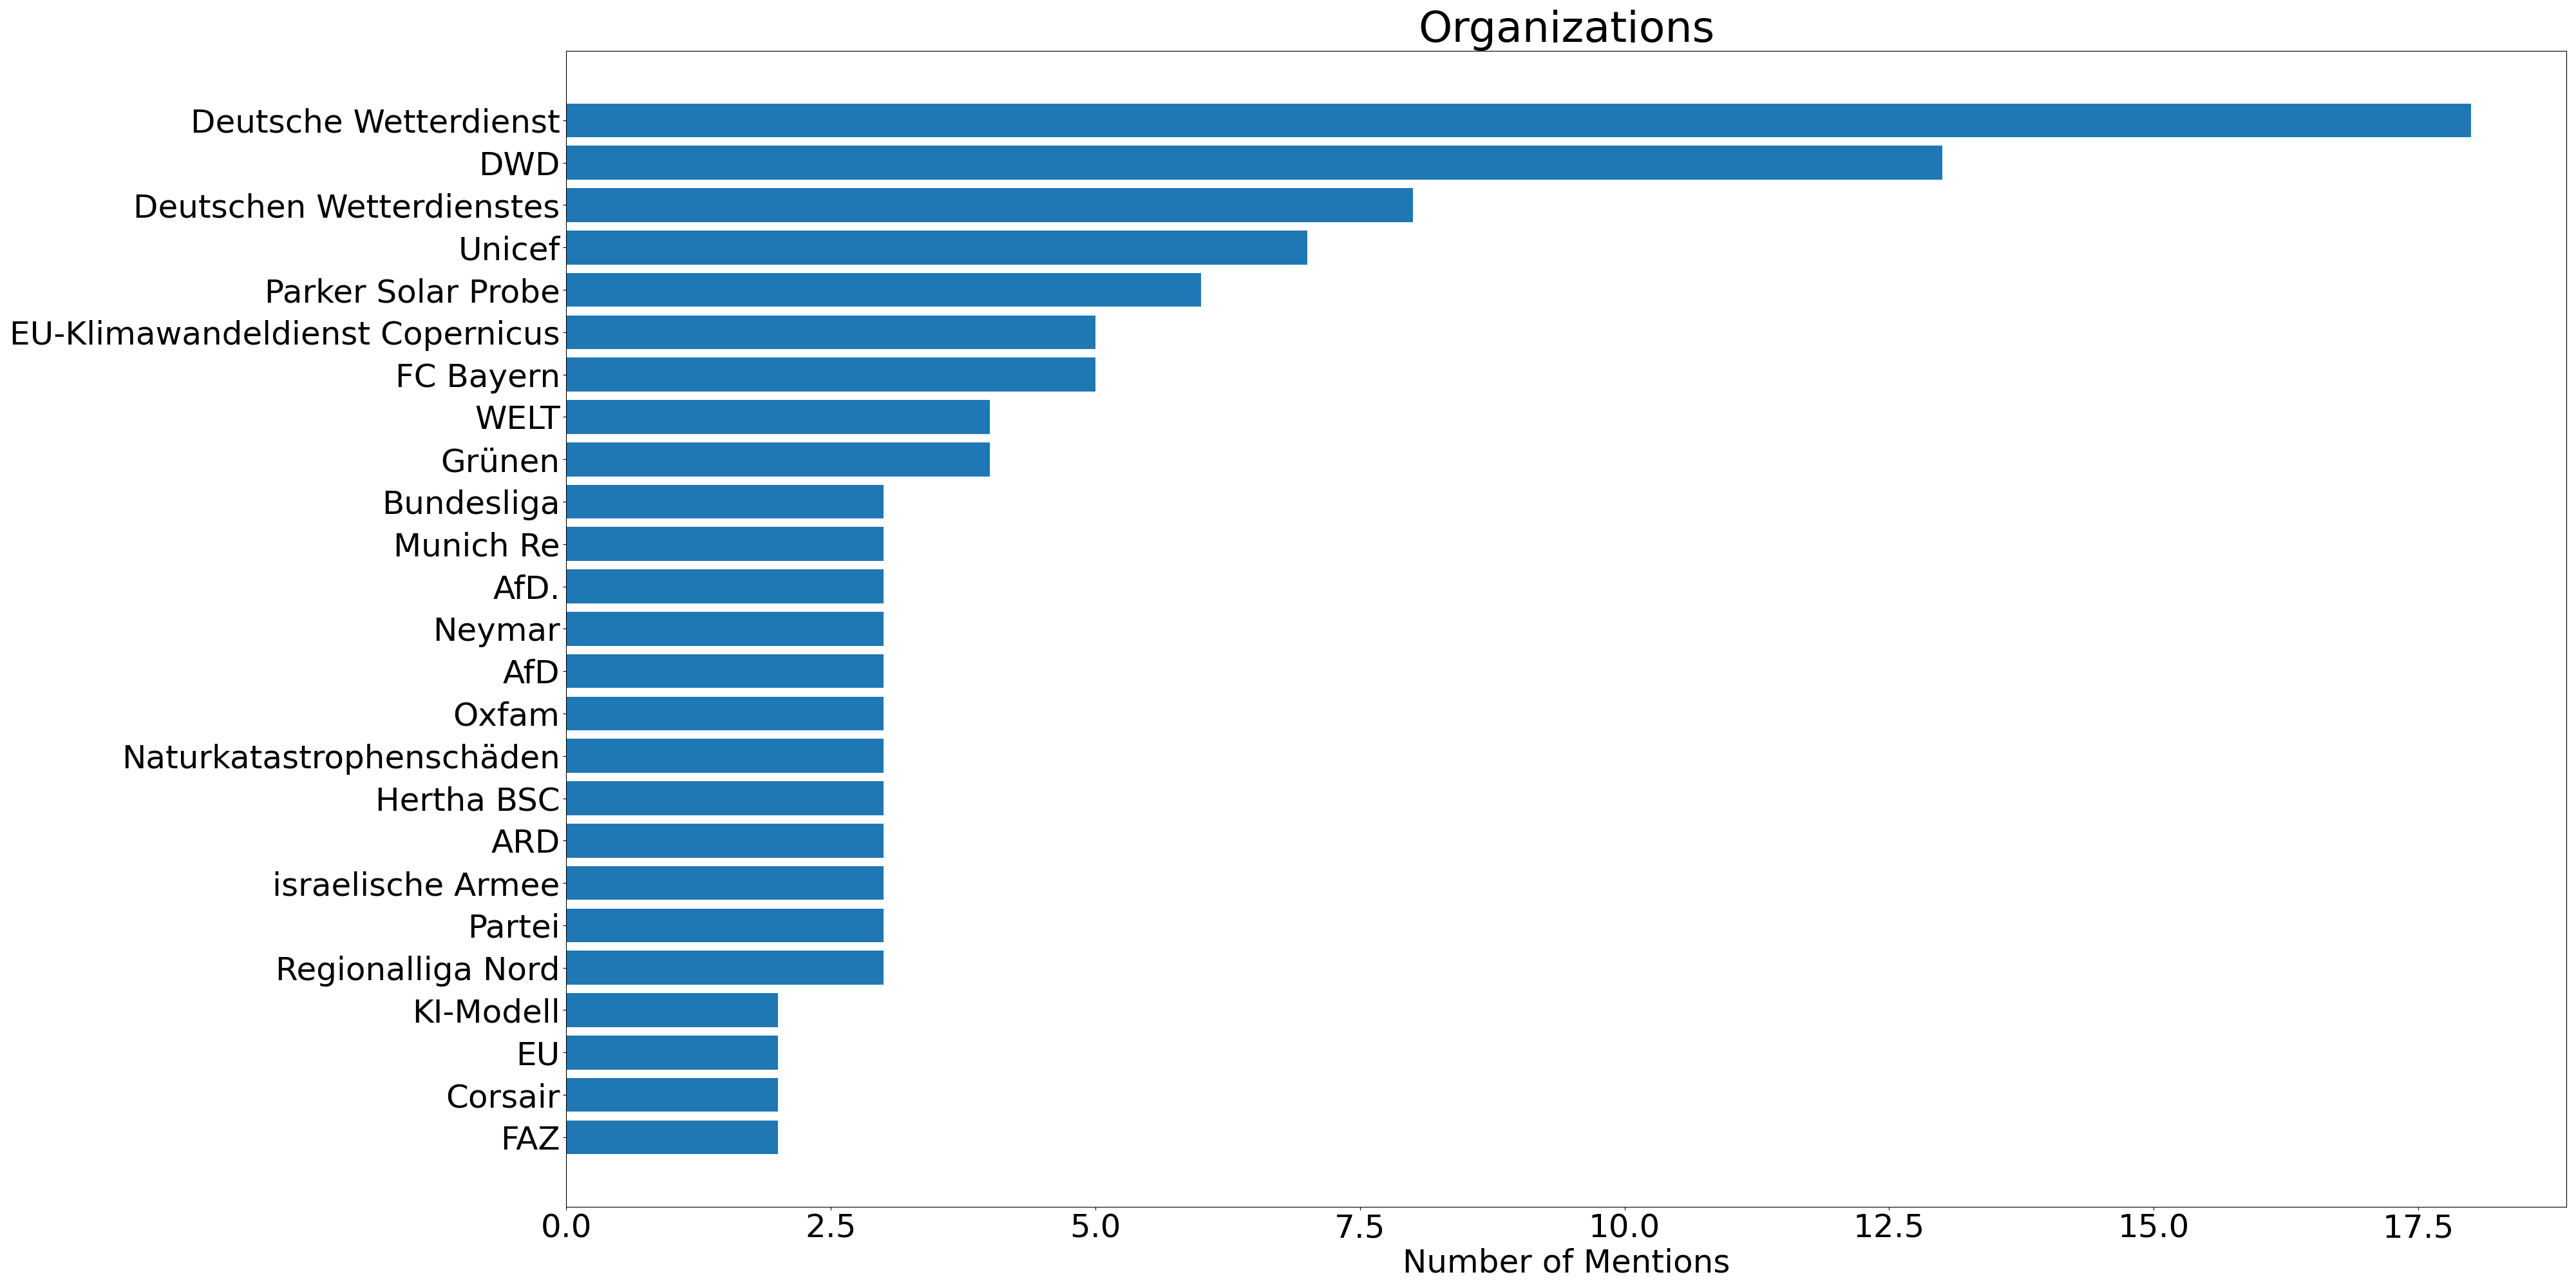 Organizations
Deutsche Wetterdienst
DWD
Deutschen Wetterdienstes
Unicef
Parker Solar Probe
EU-Klimawandeldienst Copernicus
FC Bayern
WELT
Grünen
Bundesliga
Munich Re
AfD.
Neymar
AfD
Oxfam
Naturkatastrophenschäden
Hertha BSC
ARD
israelische Armee
Partei
Regionalliga Nord
KI-Modell
EU
Corsair
FAZ
0.0 2.5 5.0 7.5 10.0 12.5 15.0 17.5
Number of Mentions